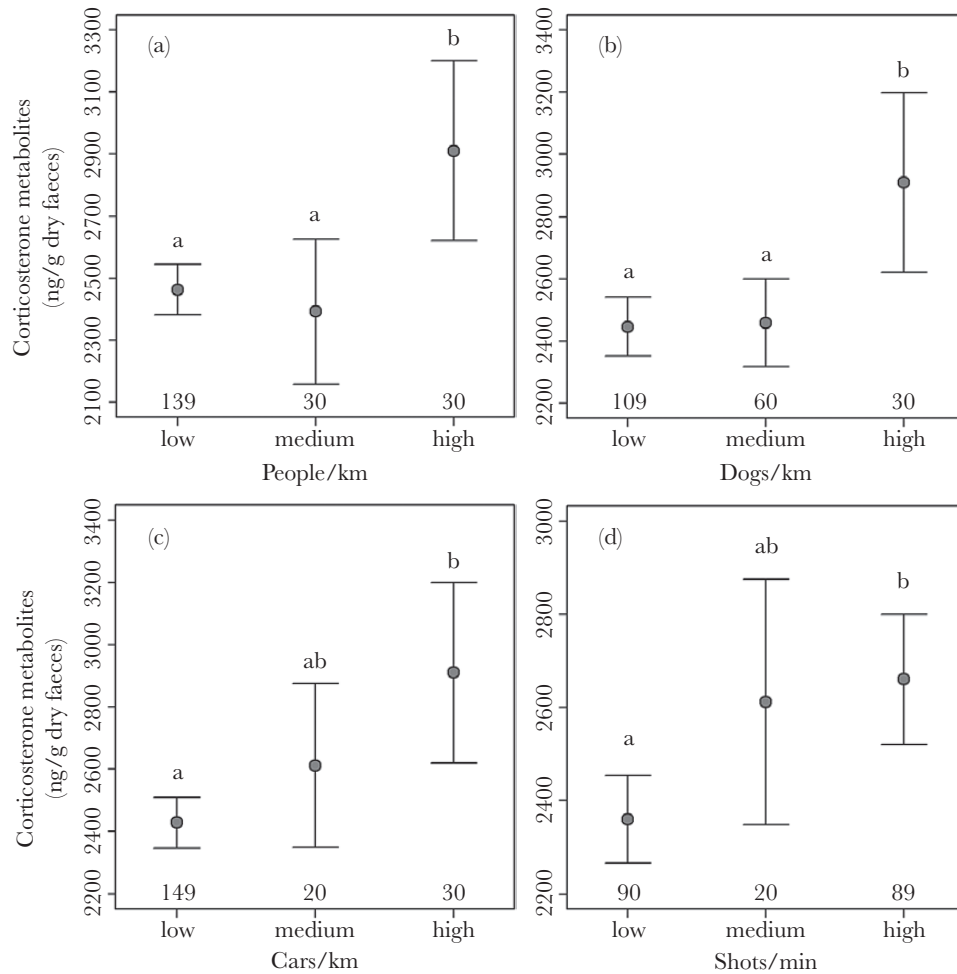 Corticosterone metabolites
(ng/g dry faeces)
(a)
3300
3100
2900
2700
2500
2300
2100
a
a
b
139
30
30
low
medium
high
People/km
(b)
3400
3200
3000
2800
2600
2400
2200
a
a
b
109
60
30
low
medium
high
Dogs/km
Corticosterone metabolites
(ng/g dry faeces)
(c)
3400
3200
3000
2800
2600
2400
2200
a
ab
b
149
20
30
low
medium
high
Cars/km
(d)
3000
2800
2600
2400
2200
a
ab
b
90
20
89
low
medium
high
Shots/min